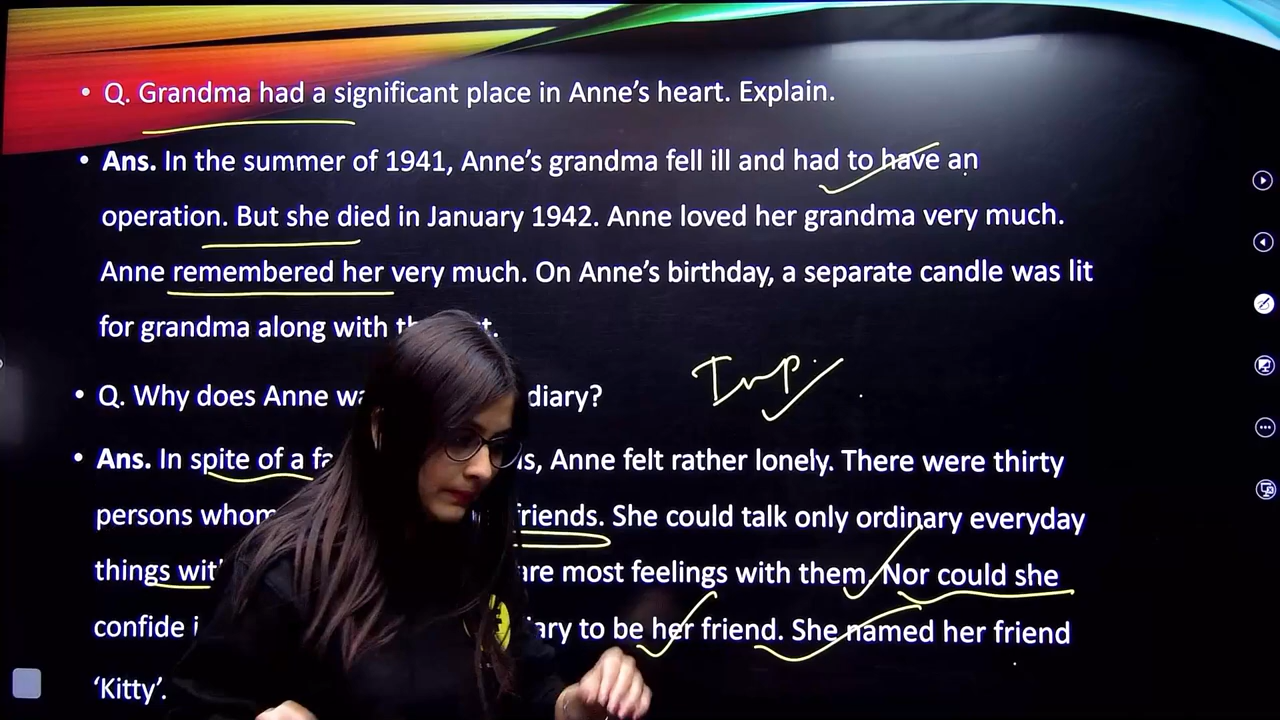 • Q. Grandma had a significant place in Anne's heart. Explain.
• Ans. In the summer of 1941, Anne's grandma fell ill and had to have an
operation. But she died in January 1942. Anne loved her grandma very much.
Anne remembered her very much. On Anne's birthday, a separate candle was lit
for grandma along with
Imp.
• Q. Why does Anne diary?
• Ans. In spite of a Anne felt rather lonely. There were thirty
persons friends. She could talk only ordinary everyday
things most feelings with them. Nor could she
confide to be her friend. She named her friend
'Kitty'.